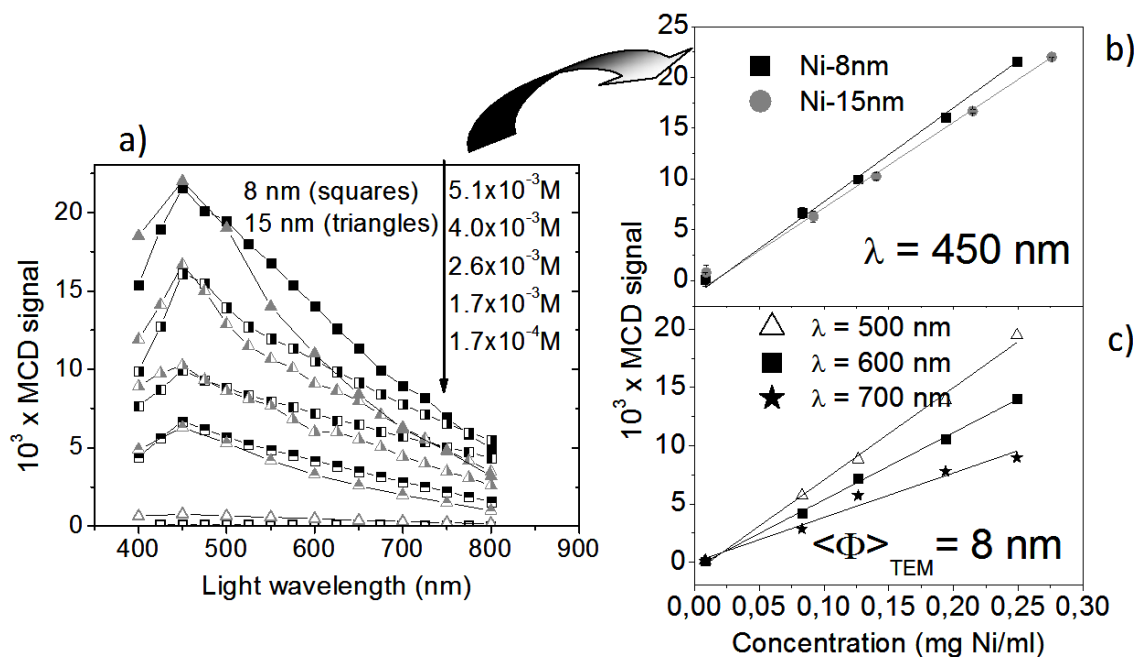 a)
8 nm (squares)
15 nm (triangles)
5.1x10⁻³M
4.0x10⁻³M
2.6x10⁻³M
1.7x10⁻³M
1.7x10⁻⁴M
20
15
10
5
0
10³ x MCD signal
400 500 600 700 800 900
Light wavelength (nm)
b)
25
20
15
10
5
0
Ni-8nm
Ni-15nm
λ = 450 nm
10³ x MCD signal
c)
20
15
10
5
0
λ = 500 nm
λ = 600 nm
λ = 700 nm
<Φ>TEM = 8 nm
0,00 0,05 0,10 0,15 0,20 0,25 0,30
Concentration (mg Ni/ml)